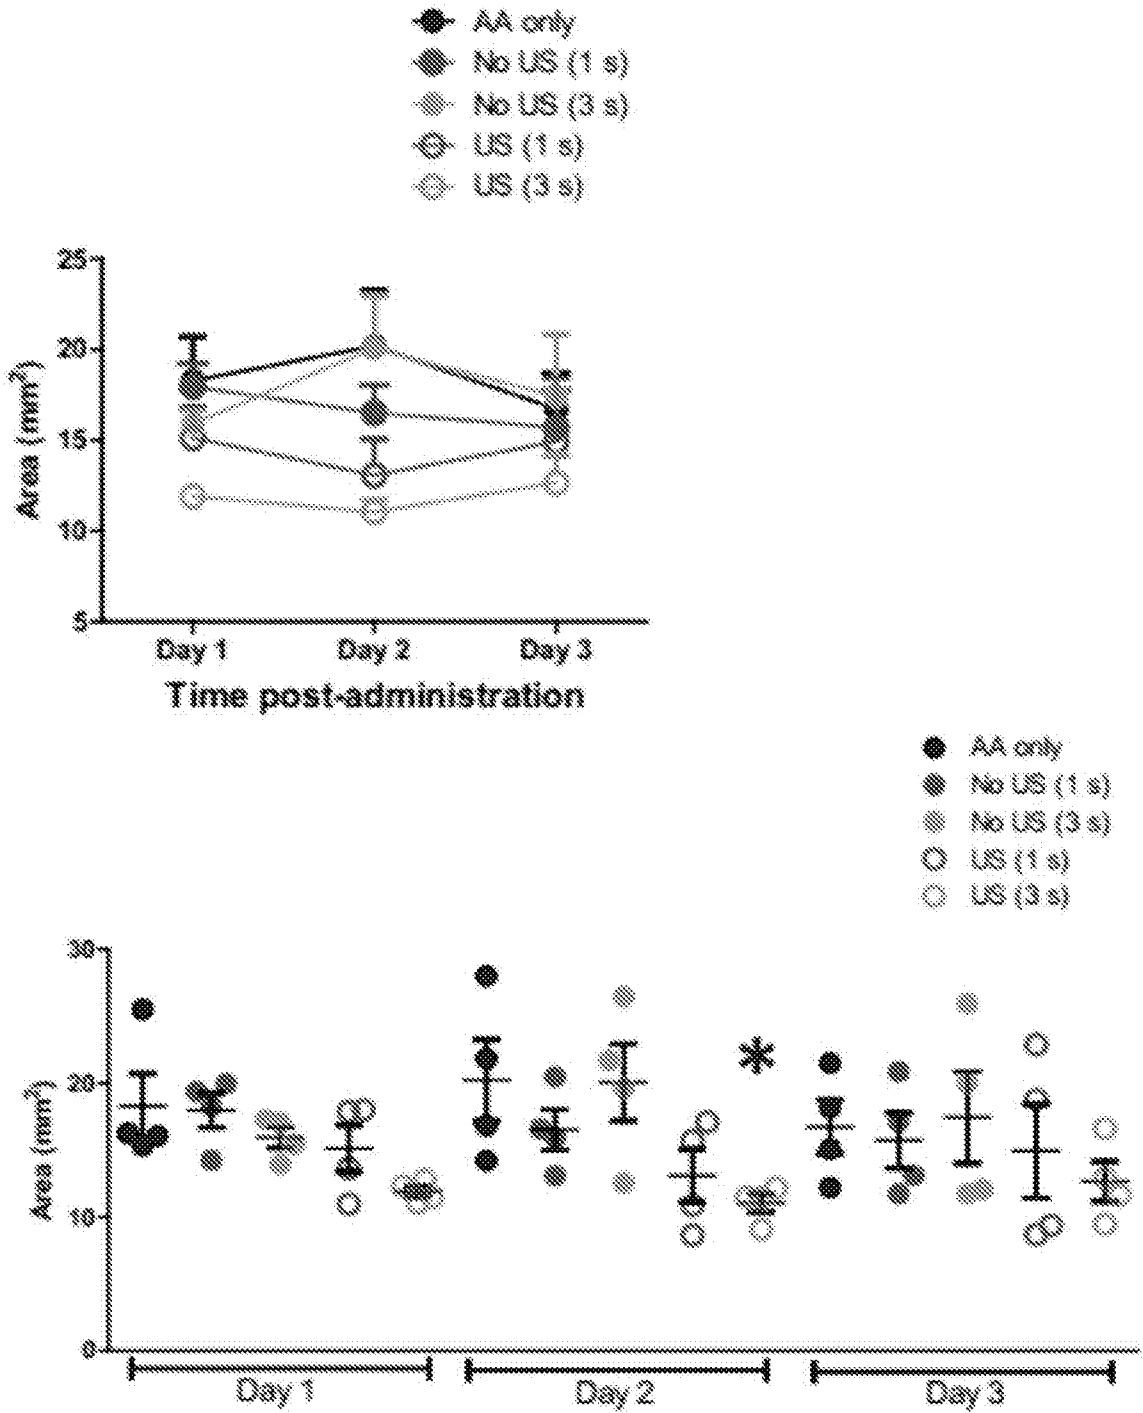 AA only
No US (1 s)
No US (3 s)
US (1 s)
US (3 s)
25
20
15
10
5
Area (mm²)
Day 1 Day 2 Day 3
Time post-administration
AA only
No US (1 s)
No US (3 s)
US (1 s)
US (3 s)
30
20
10
0
Area (mm²)
*
Day 1 Day 2 Day 3